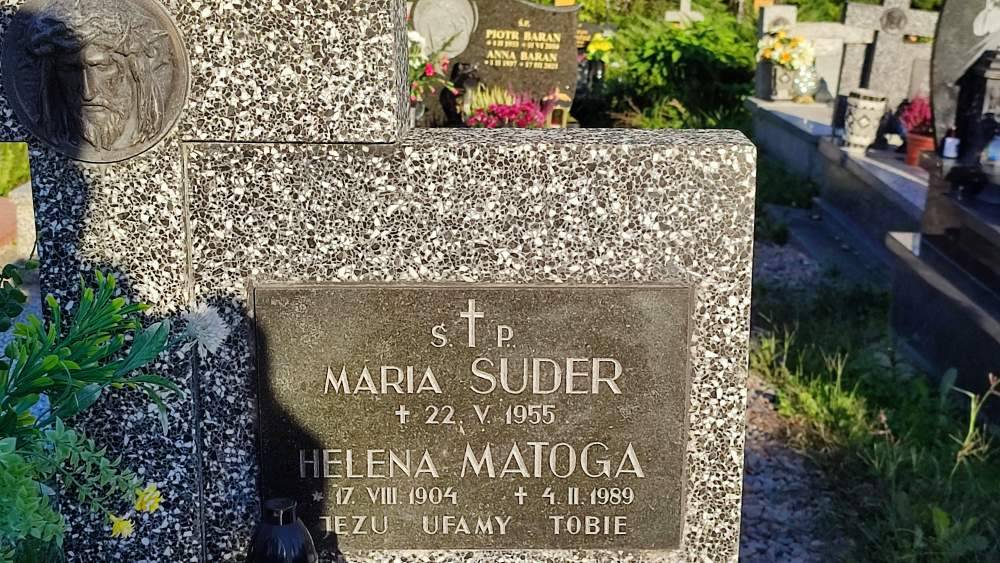 Ś. P.
PIOTR BARAN
ANNA BARAN
Ś. P.
MARIA SUDER
✝ 22. V. 1955
HELENA MATOGA
* 17. VIII. 1904 ✝ 4. II. 1989
JEZU UFAMY TOBIE